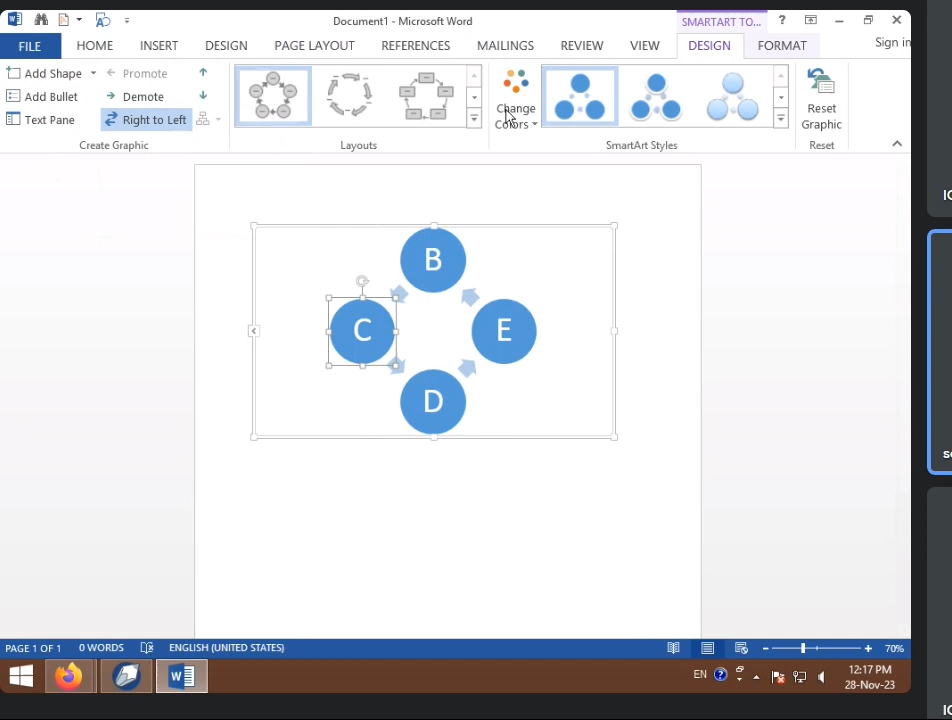 Document1 - Microsoft Word
SMARTART TO...
?
FILE
HOME
INSERT
DESIGN
PAGE LAYOUT
REFERENCES
MAILINGS
REVIEW
VIEW
DESIGN
FORMAT
Sign in
Add Shape
Promote
Add Bullet
Demote
Text Pane
Right to Left
Create Graphic
Layouts
Change
Colors
SmartArt Styles
Reset
Graphic
Reset
B
C
E
D
PAGE 1 OF 1
0 WORDS
ENGLISH (UNITED STATES)
70%
EN
12:17 PM
28-Nov-23